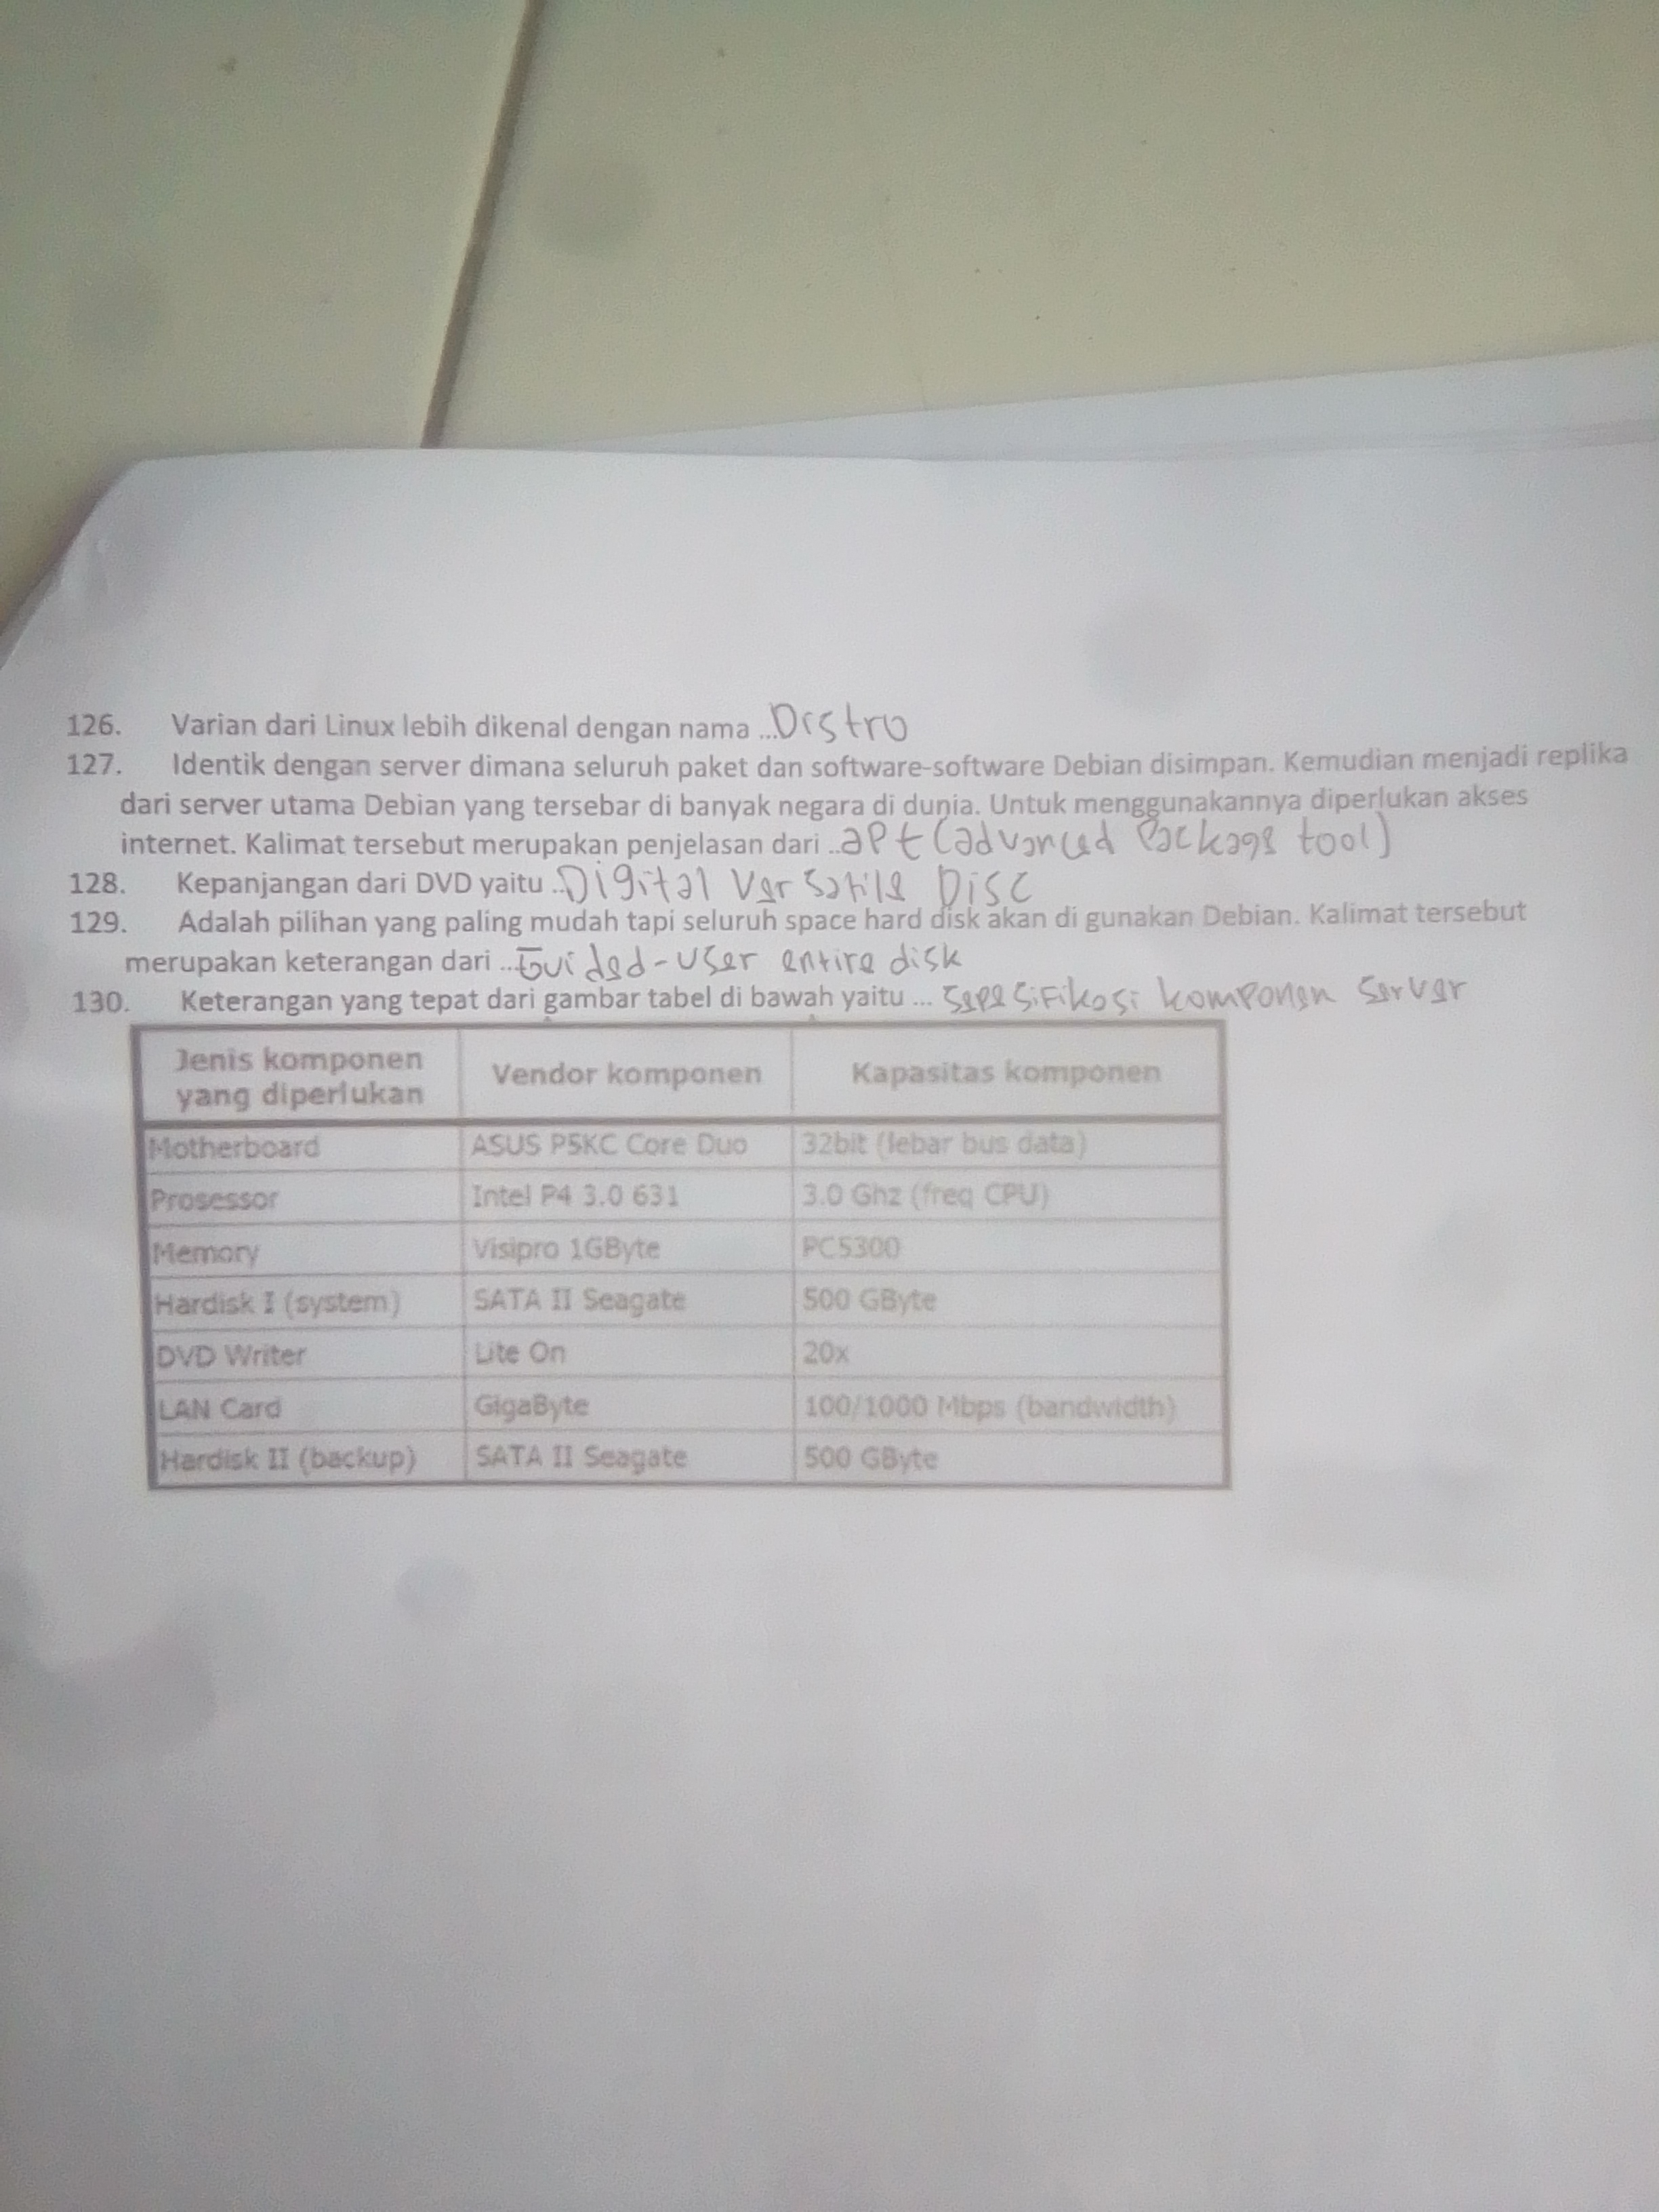 126. Varian dari Linux lebih dikenal dengan nama ...Distro
127. Identik dengan server dimana seluruh paket dan software-software Debian disimpan. Kemudian menjadi replika
dari server utama Debian yang tersebar di banyak negara di dunia. Untuk menggunakannya diperlukan akses
internet. Kalimat tersebut merupakan penjelasan dari ..apt (advanced Package tool)
128. Kepanjangan dari DVD yaitu ..Digital Versatile Disc
129. Adalah pilihan yang paling mudah tapi seluruh space hard disk akan di gunakan Debian. Kalimat tersebut
merupakan keterangan dari ...Guided-user entire disk
130. Keterangan yang tepat dari gambar tabel di bawah yaitu ... sepesifikasi komponen server
Jenis komponen yang diperlukan Vendor komponen Kapasitas komponen
Motherboard ASUS P5KC Core Duo 32bit (lebar bus data)
Prosessor Intel P4 3.0 631 3.0 Ghz (freq CPU)
Memory Visipro 1GByte PC5300
Hardisk I (system) SATA II Seagate 500 GByte
DVD Writer Lite On 20x
LAN Card GigaByte 100/1000 Mbps (bandwidth)
Hardisk II (backup) SATA II Seagate 500 GByte